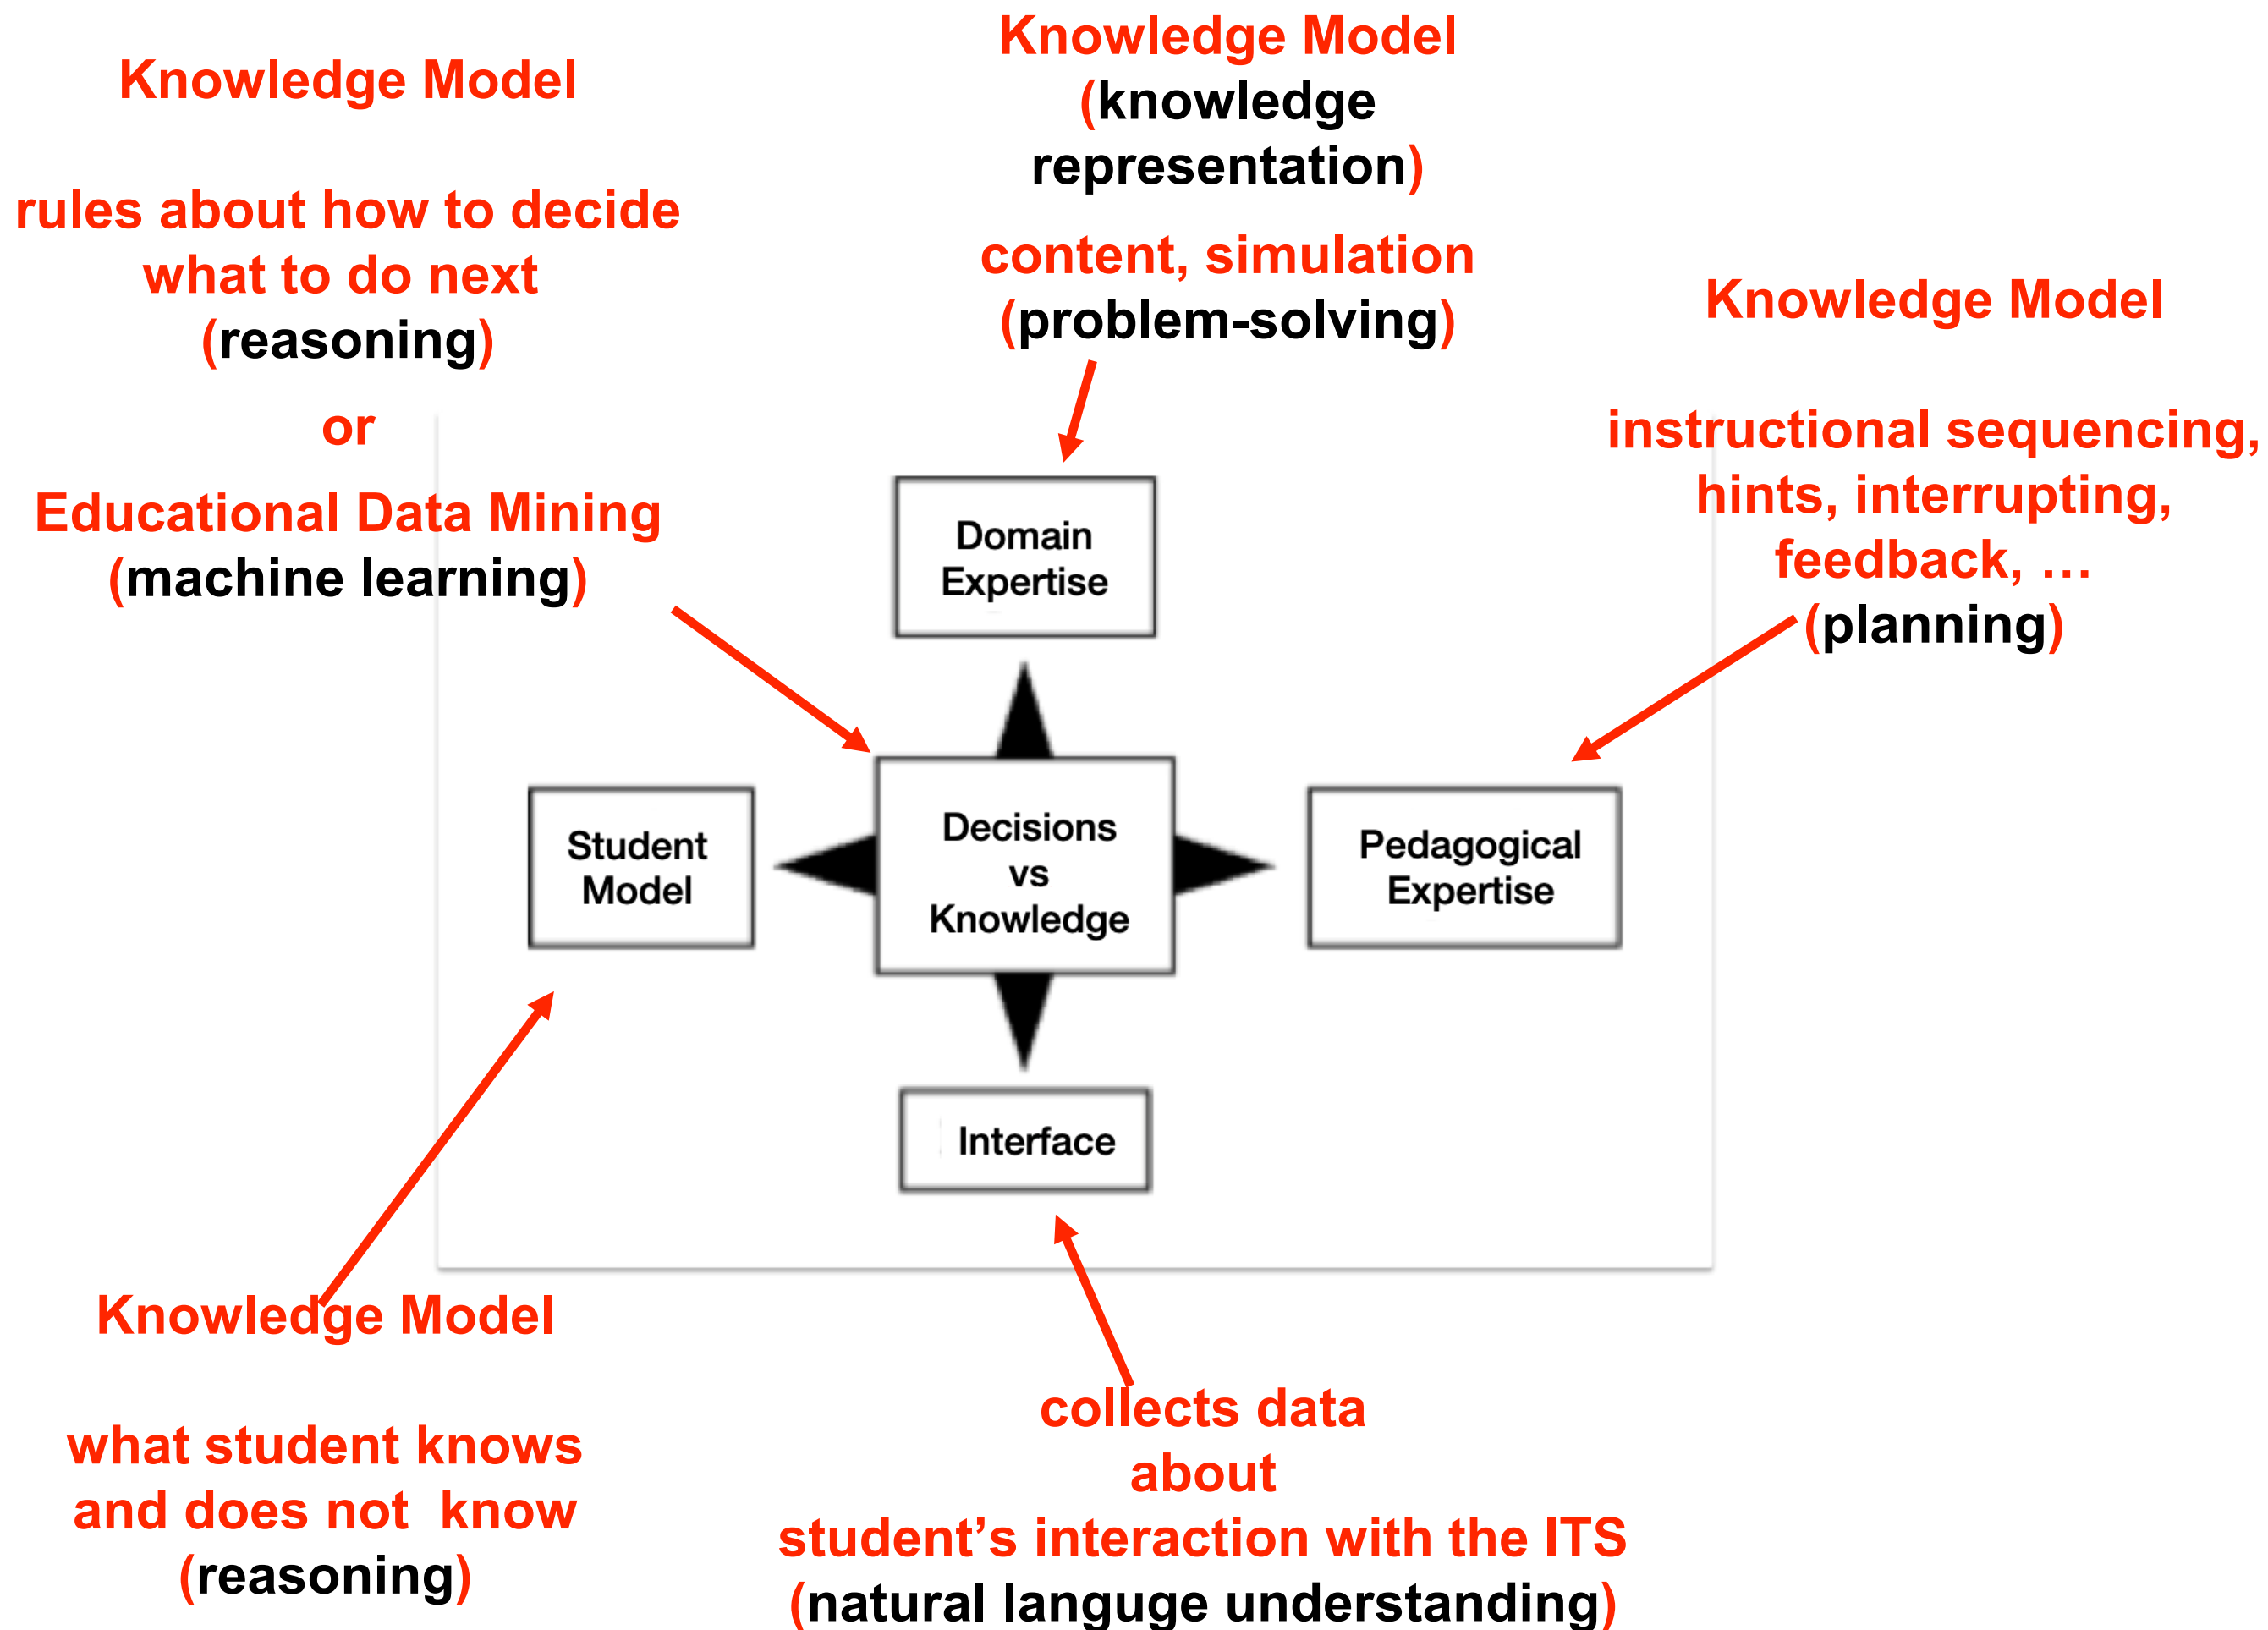 Knowledge Model
rules about how to decide
what to do next
(reasoning)
or
Educational Data Mining
(machine learning)
Knowledge Model
(knowledge
representation)
content, simulation
(problem-solving)
Knowledge Model
instructional sequencing,
hints, interrupting,
feedback, …
(planning)
Domain
Expertise
Student
Model
Decisions
vs
Knowledge
Pedagogical
Expertise
Interface
Knowledge Model
what student knows
and does not know
(reasoning)
collects data
about
student’s interaction with the ITS
(natural languge understanding)